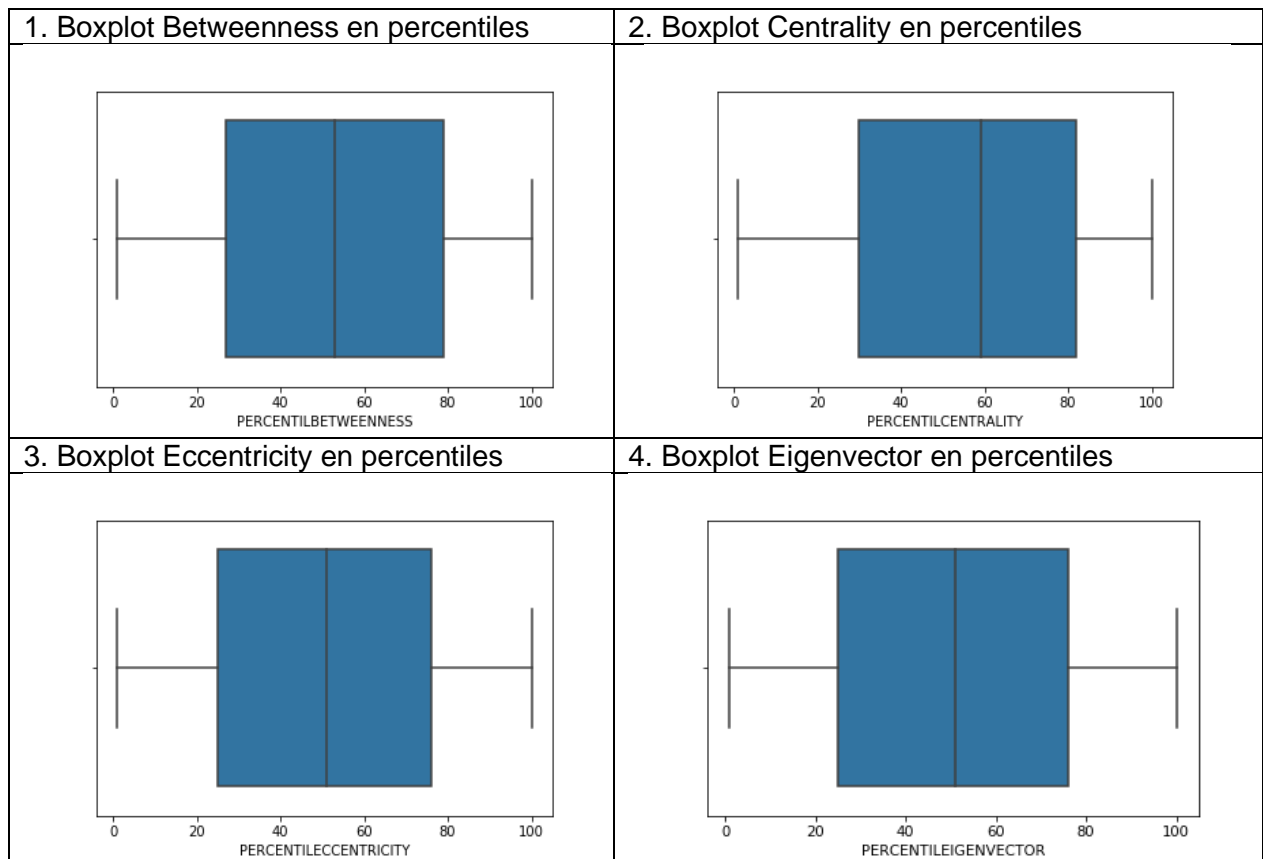 1. Boxplot Betweenness en percentiles
0 20 40 60 80 100
PERCENTILBETWEENNESS
2. Boxplot Centrality en percentiles
0 20 40 60 80 100
PERCENTILCENTRALITY
3. Boxplot Eccentricity en percentiles
0 20 40 60 80 100
PERCENTILECCENTRICITY
4. Boxplot Eigenvector en percentiles
0 20 40 60 80 100
PERCENTILEIGENVECTOR